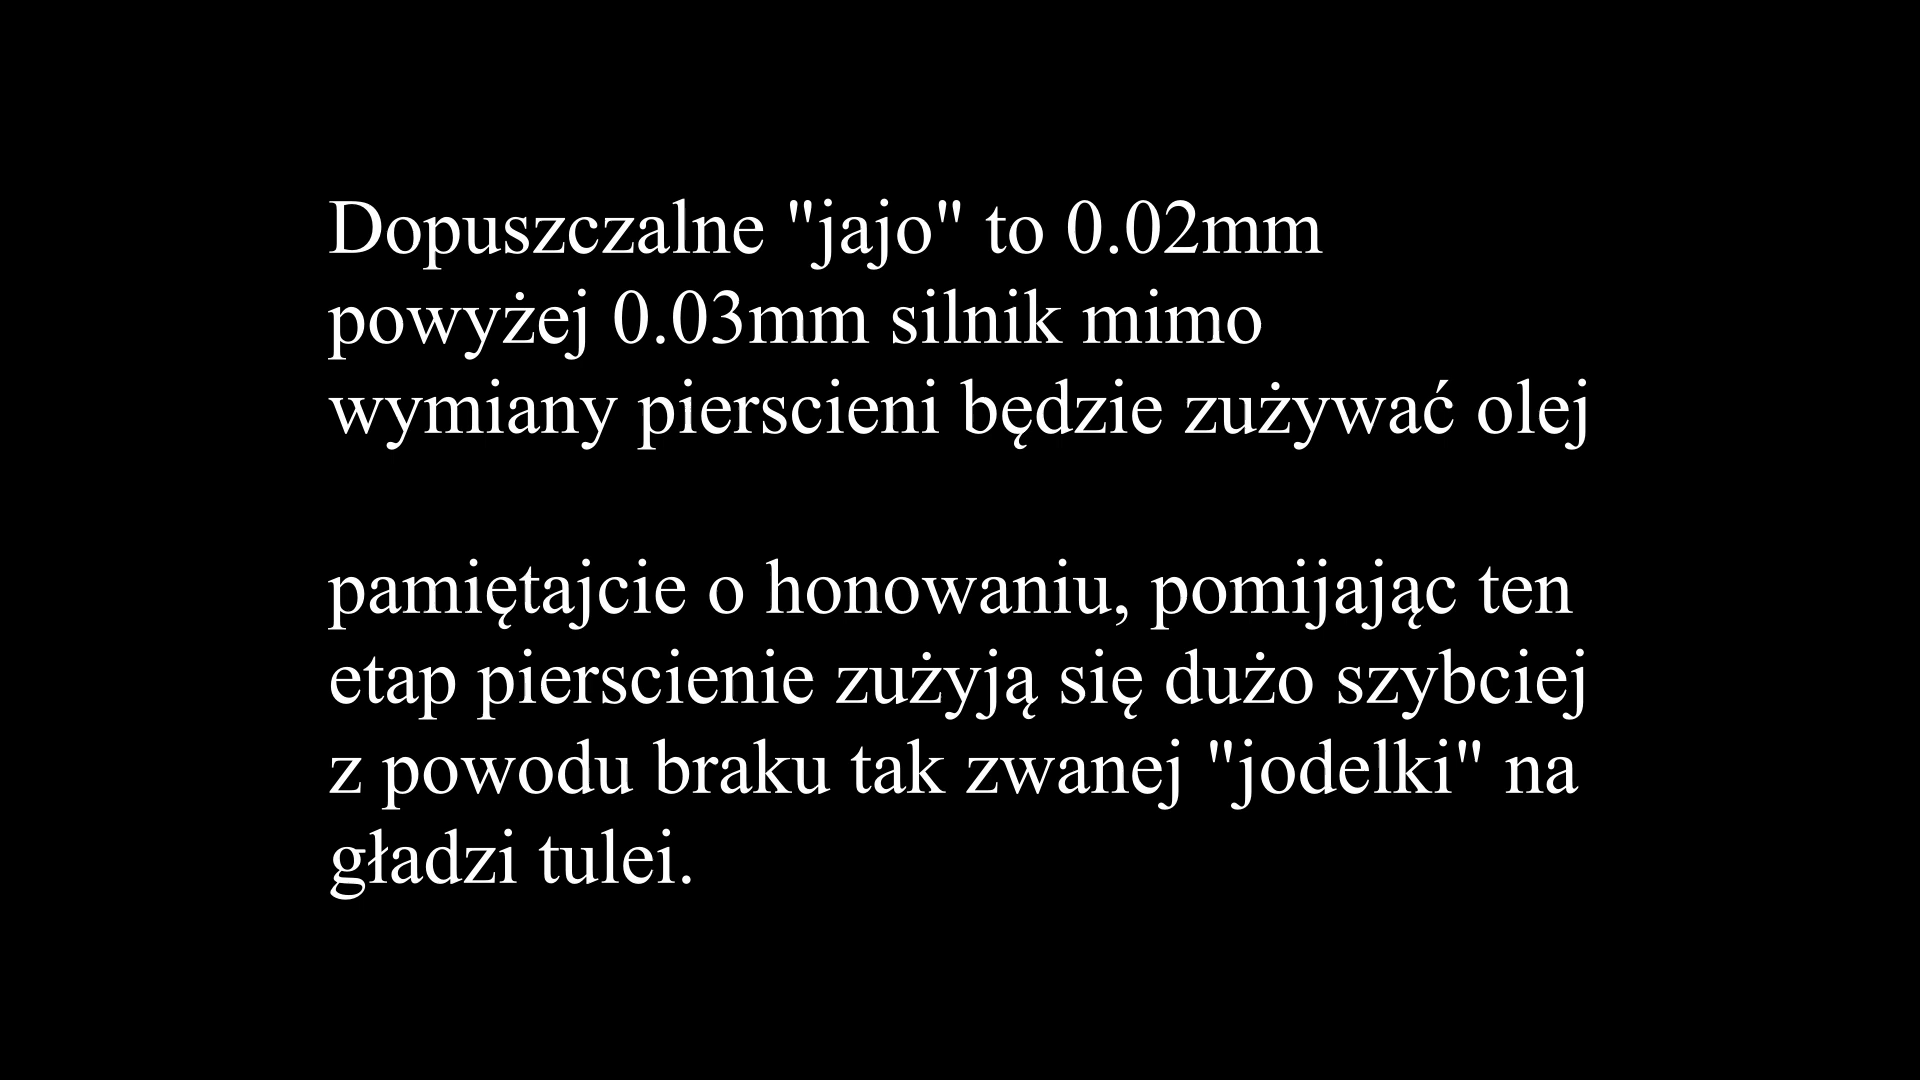 Dopuszczalne "jajo" to 0.02mm
powyżej 0.03mm silnik mimo
wymiany pierscieni będzie zużywać olej
pamiętajcie o honowaniu, pomijając ten
etap pierscienie zużyją się dużo szybciej
z powodu braku tak zwanej "jodelki" na
gładzi tulei.